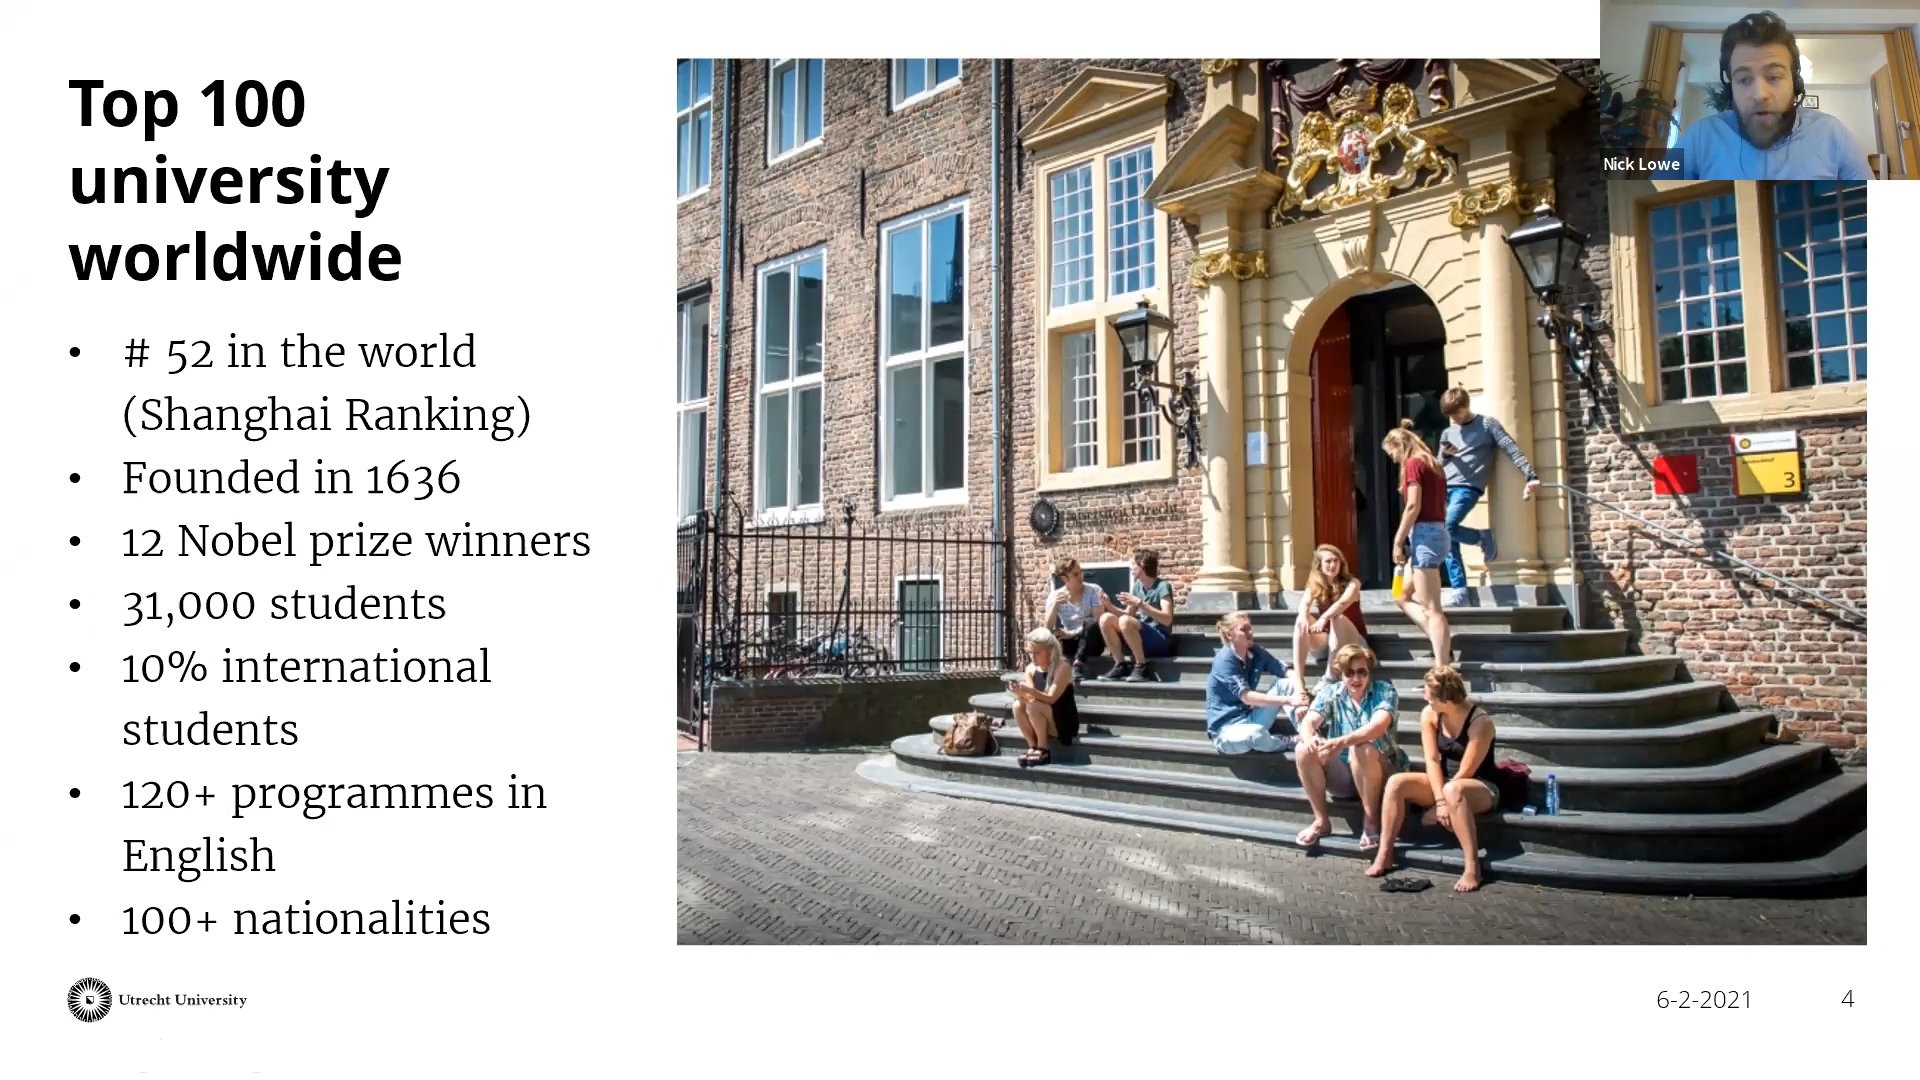 Top 100
university
worldwide
• # 52 in the world
(Shanghai Ranking)
• Founded in 1636
• 12 Nobel prize winners
• 31,000 students
• 10% international
students
• 120+ programmes in
English
• 100+ nationalities
Nick Lowe
Universiteit Utrecht
3
Utrecht University
6-2-2021
4